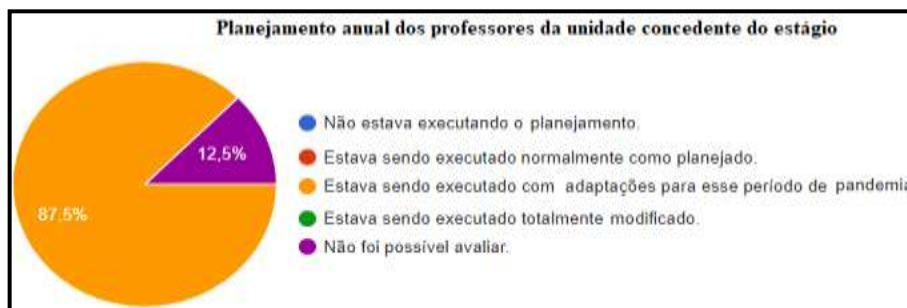 Planejamento anual dos professores da unidade concedente do estágio
Não estava executando o planejamento.
Estava sendo executado normalmente como planejado.
Estava sendo executado com adaptações para esse período de pandemia
Estava sendo executado totalmente modificado.
Não foi possível avaliar.
12,5%
87,5%